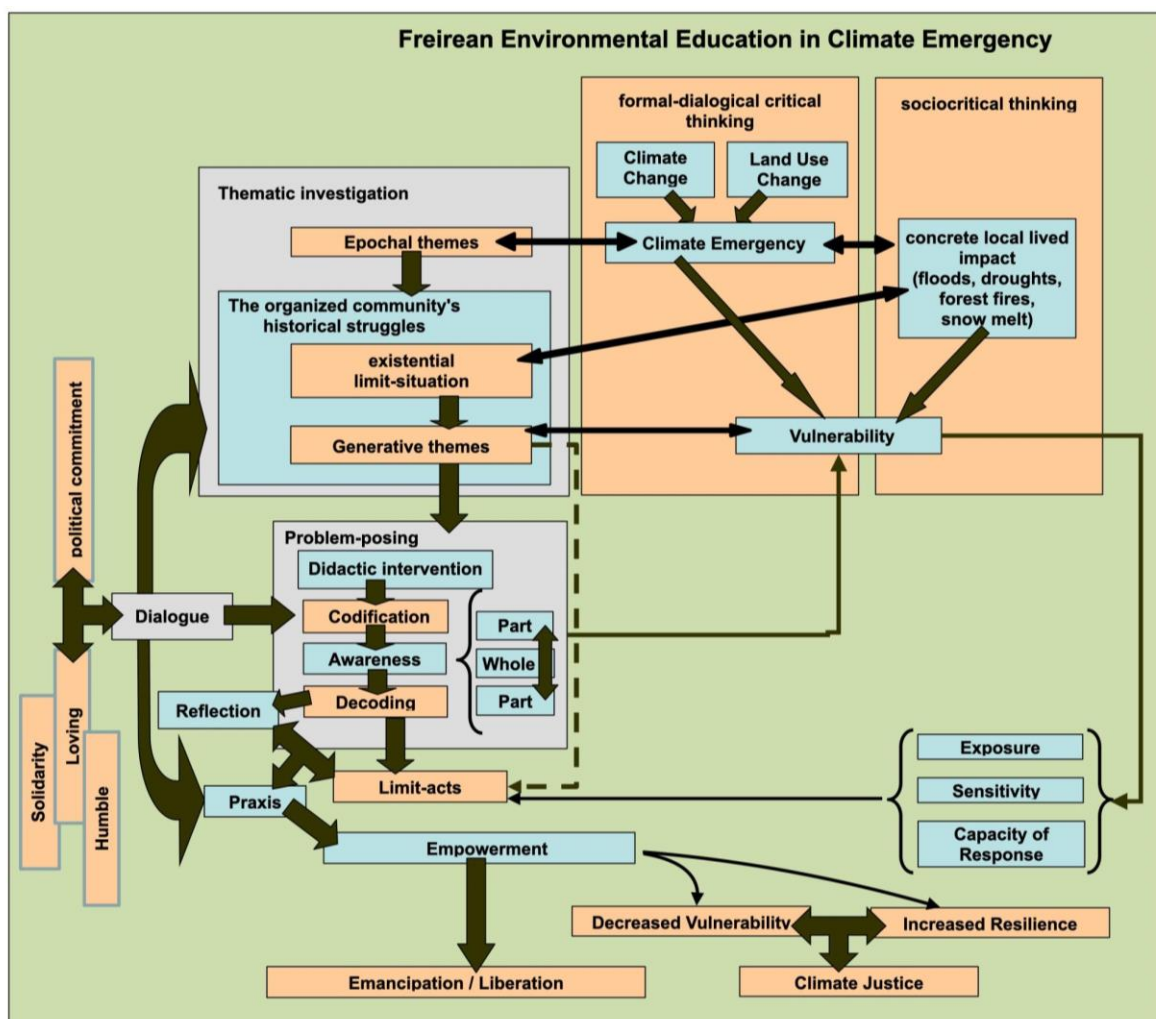 Freirean Environmental Education in Climate Emergency
formal-dialogical critical
thinking
sociocritical thinking
Climate
Change
Land Use
Change
Thematic investigation
Epochal themes
Climate Emergency
concrete local lived
impact
(floods, droughts,
forest fires,
snow melt)
The organized community's
historical struggles
existential
limit-situation
Generative themes
Vulnerability
political commitment
Problem-posing
Didactic intervention
Dialogue
Codification
Part
Awareness
Whole
Decoding
Part
Reflection
Solidarity
Loving
Humble
Limit-acts
Praxis
Exposure
Sensitivity
Capacity of
Response
Empowerment
Decreased Vulnerability
Increased Resilience
Emancipation / Liberation
Climate Justice